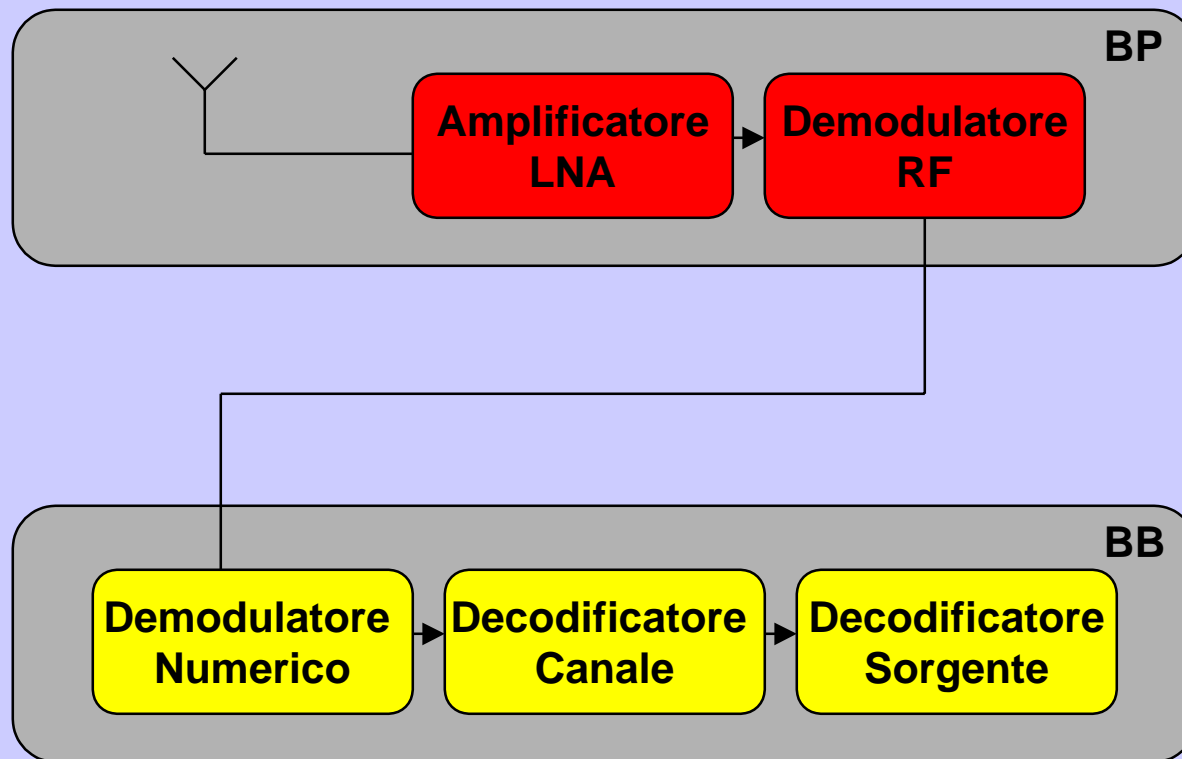 BP
Amplificatore
LNA
Demodulatore
RF
BB
Demodulatore
Numerico
Decodificatore
Canale
Decodificatore
Sorgente